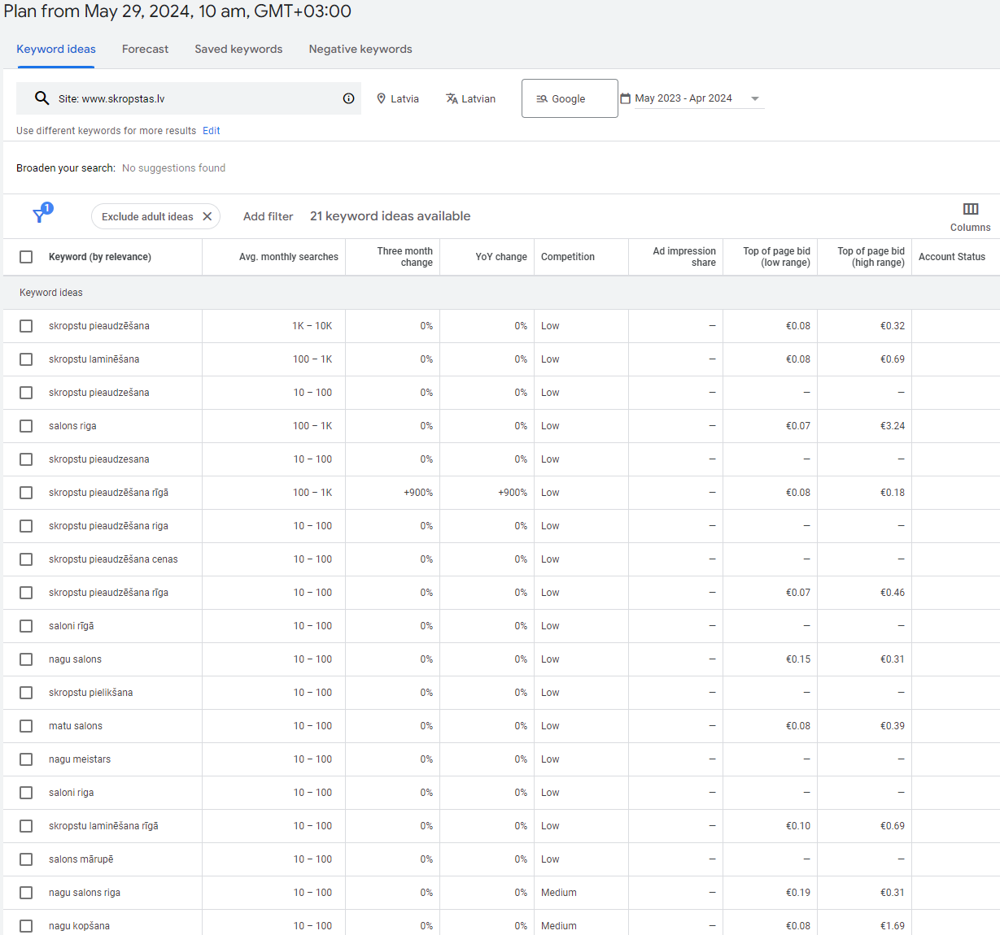 Plan from May 29, 2024, 10 am, GMT+03:00
Keyword ideas Forecast Saved keywords Negative keywords
Site: www.skropstas.lv Latvia Latvian Google May 2023 - Apr 2024
Use different keywords for more results Edit
Broaden your search: No suggestions found
1 Exclude adult ideas Add filter 21 keyword ideas available Columns
Keyword (by relevance) Avg. monthly searches Three month change YoY change Competition Ad impression share Top of page bid (low range) Top of page bid (high range) Account Status
Keyword ideas
skropstu pieaudzēšana 1K – 10K 0% 0% Low — €0.08 €0.32
skropstu laminēšana 100 – 1K 0% 0% Low — €0.08 €0.69
skropstu pieaudzešana 10 – 100 0% 0% Low — — —
salons riga 100 – 1K 0% 0% Low — €0.07 €3.24
skropstu pieaudzesana 10 – 100 0% 0% Low — — —
skropstu pieaudzēšana rīgā 100 – 1K +900% +900% Low — €0.08 €0.18
skropstu pieaudzēšana riga 10 – 100 0% 0% Low — — —
skropstu pieaudzēšana cenas 10 – 100 0% 0% Low — — —
skropstu pieaudzēšana rīga 10 – 100 0% 0% Low — €0.07 €0.46
saloni rīgā 10 – 100 0% 0% Low — — —
nagu salons 10 – 100 0% 0% Low — €0.15 €0.31
skropstu pielikšana 10 – 100 0% 0% Low — — —
matu salons 10 – 100 0% 0% Low — €0.08 €0.39
nagu meistars 10 – 100 0% 0% Low — — —
saloni riga 10 – 100 0% 0% Low — — —
skropstu laminēšana rīgā 10 – 100 0% 0% Low — €0.10 €0.69
salons mārupē 10 – 100 0% 0% Low — — —
nagu salons riga 10 – 100 0% 0% Medium — €0.19 €0.31
nagu kopšana 10 – 100 0% 0% Medium — €0.08 €1.69